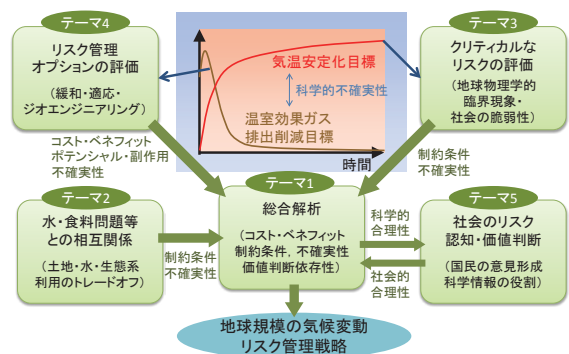 テーマ4
リスク管理
オプションの評価
(緩和・適応・
ジオエンジニアリング)
気温安定化目標
科学的不確実性
温室効果ガス
排出削減目標
時間
テーマ3
クリティカルな
リスクの評価
(地球物理学的
臨界現象・
社会の脆弱性)
コスト・ベネフィット
ポテンシャル・副作用
不確実性
制約条件
不確実性
テーマ2
水・食料問題等
との相互関係
(土地・水・生態系
利用のトレードオフ)
制約条件
不確実性
テーマ1
総合解析
(コスト・ベネフィット
制約条件, 不確実性
価値判断依存性)
科学的
合理性
社会的
合理性
テーマ5
社会のリスク
認知・価値判断
(国民の意見形成
科学情報の役割)
地球規模の気候変動
リスク管理戦略